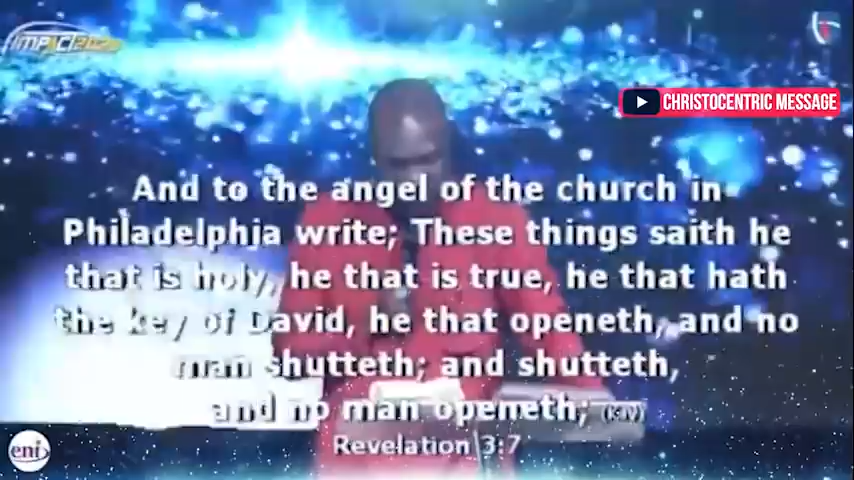 IMPACT2025
CHRISTOCENTRIC MESSAGE
And to the angel of the church in
Philadelphia write; These things saith he
that is holy, he that is true, he that hath
the key of David, he that openeth, and no
man shutteth; and shutteth,
and no man openeth; (KJV)
Revelation 3:7
eni